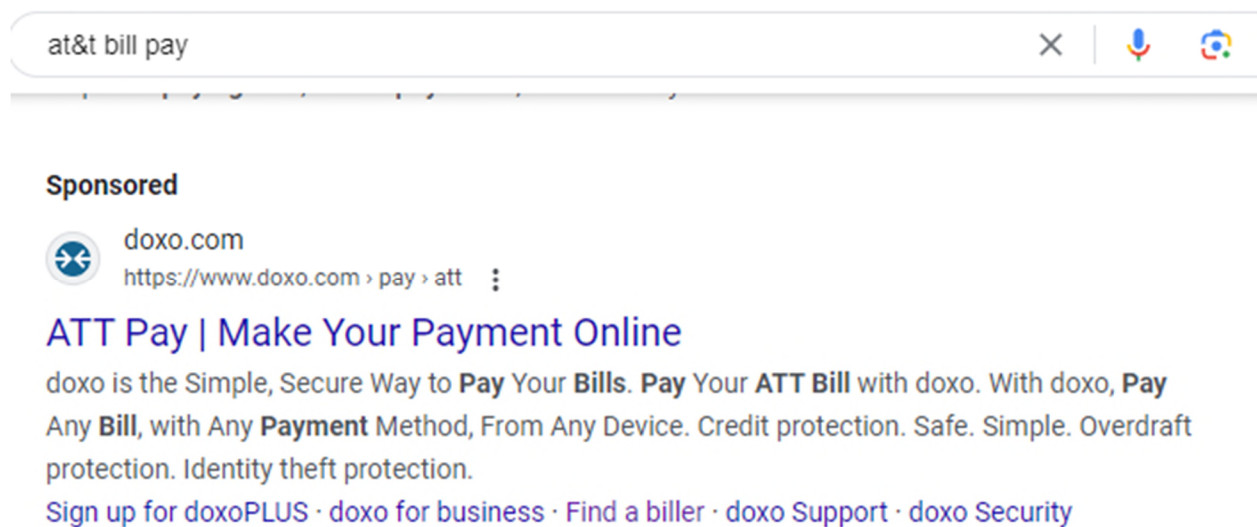 at&t bill pay
Sponsored
doxo.com
https://www.doxo.com › pay › att
ATT Pay | Make Your Payment Online
doxo is the Simple, Secure Way to Pay Your Bills. Pay Your ATT Bill with doxo. With doxo, Pay
Any Bill, with Any Payment Method, From Any Device. Credit protection. Safe. Simple. Overdraft
protection. Identity theft protection.
Sign up for doxoPLUS · doxo for business · Find a biller · doxo Support · doxo Security